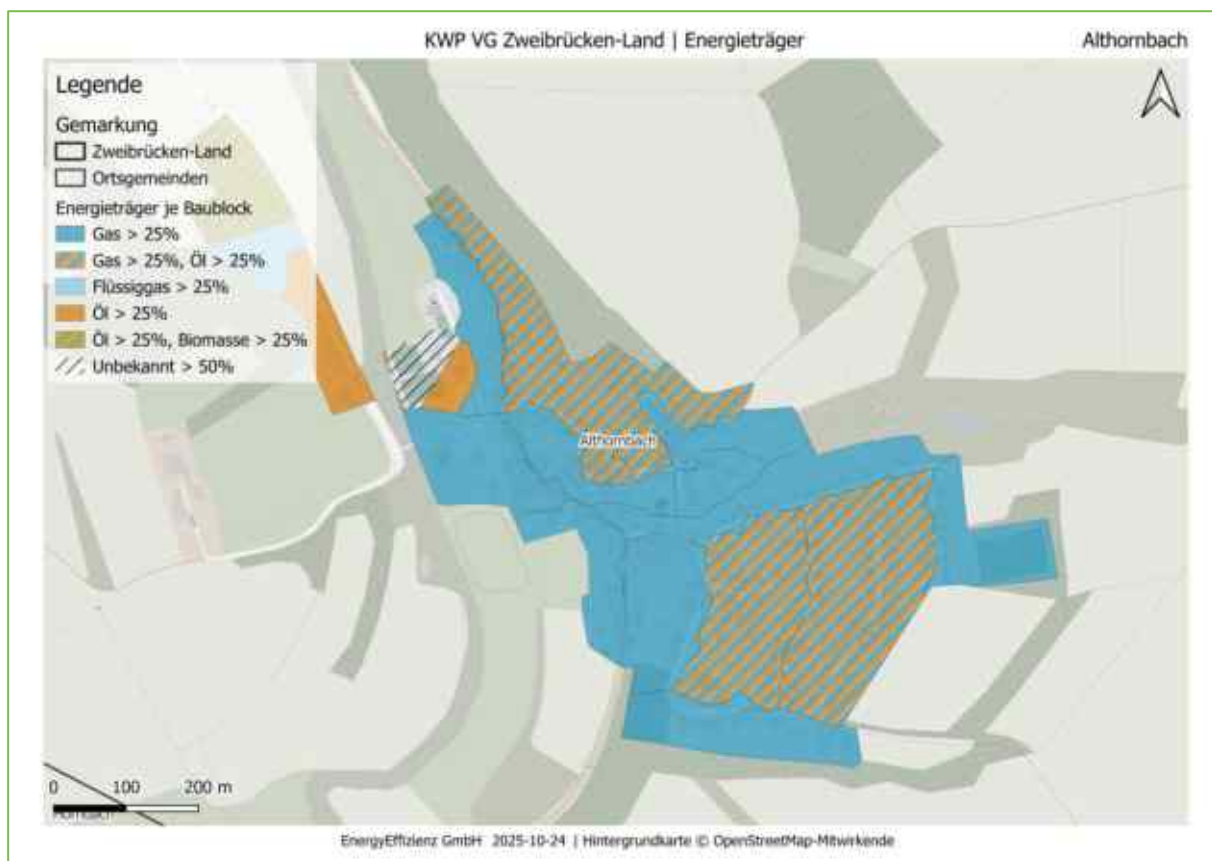 KWP VG Zweibrücken-Land | Energieträger
Althornbach
Legende
Gemarkung
Zweibrücken-Land
Ortsgemeinden
Energieträger je Baublock
Gas > 25%
Gas > 25%, Öl > 25%
Flüssiggas > 25%
Öl > 25%
Öl > 25%, Biomasse > 25%
Unbekannt > 50%
Althornbach
0 100 200 m
Hornbach
EnergyEffizienz GmbH 2025-10-24 | Hintergrundkarte © OpenStreetMap-Mitwirkende